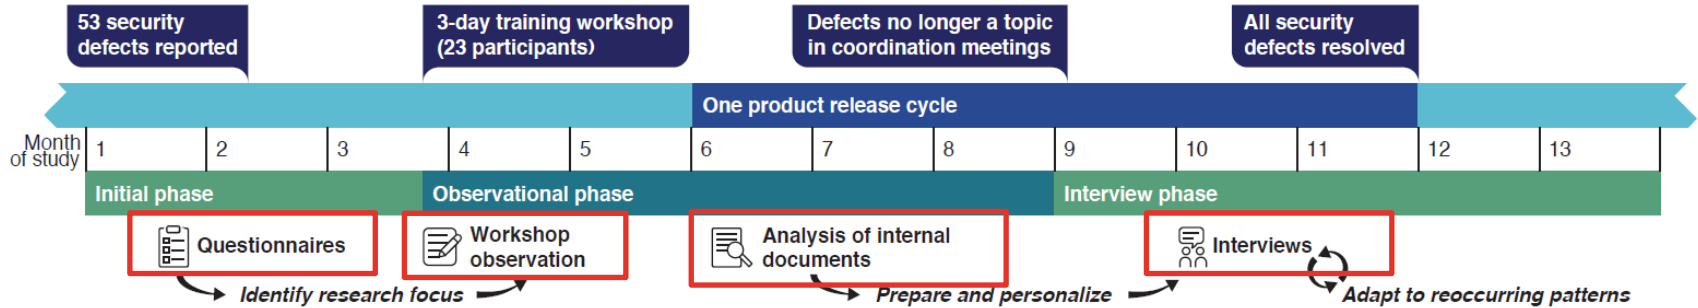 53 security
defects reported
3-day training workshop
(23 participants)
Defects no longer a topic
in coordination meetings
All security
defects resolved
One product release cycle
Month
of study
1 2 3 4 5 6 7 8 9 10 11 12 13
Initial phase
Observational phase
Interview phase
Questionnaires
Workshop
observation
Analysis of internal
documents
Interviews
Identify research focus
Prepare and personalize
Adapt to reoccurring patterns